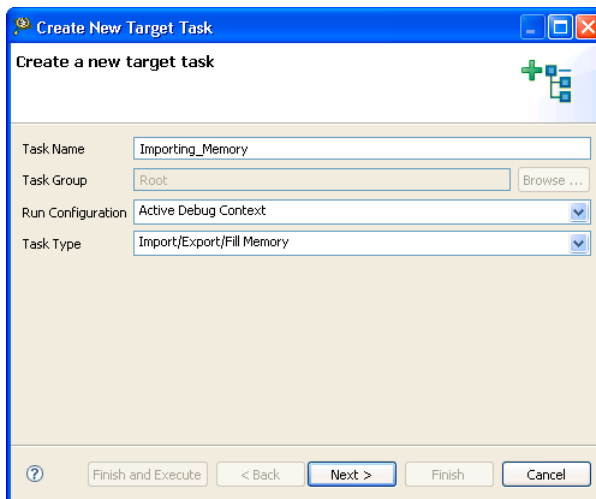 Create New Target Task
Create a new target task
Task Name Importing_Memory
Task Group Root Browse ...
Run Configuration Active Debug Context
Task Type Import/Export/Fill Memory
? Finish and Execute < Back Next > Finish Cancel